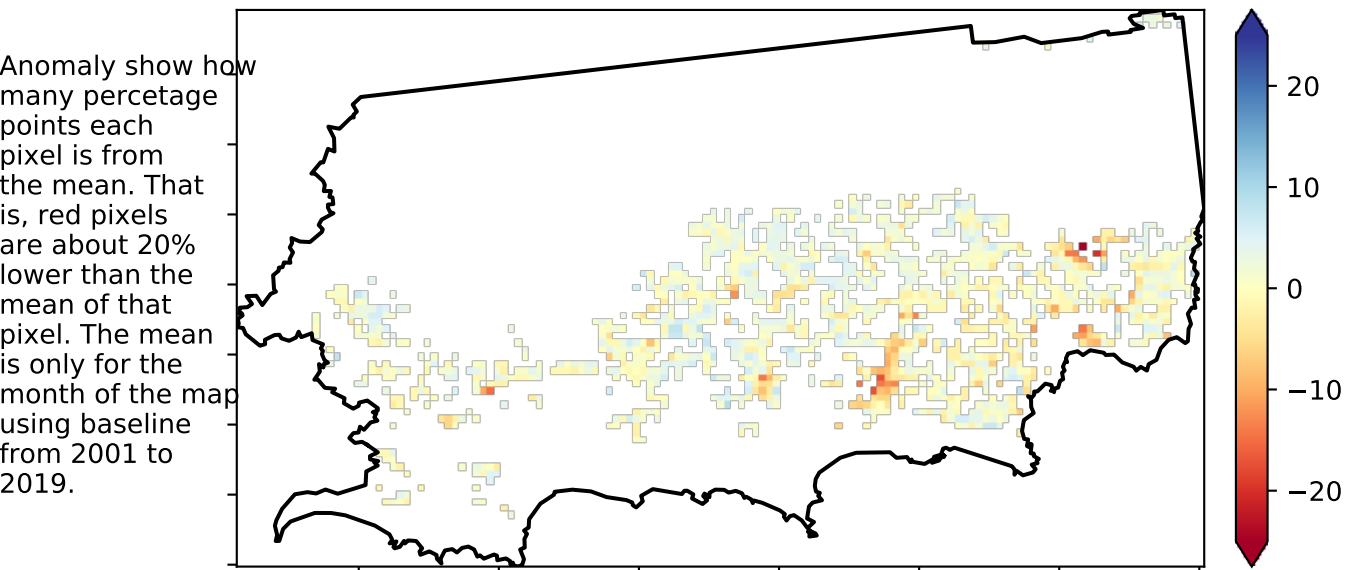 Anomaly show how
many percetage
points each
pixel is from
the mean. That
is, red pixels
are about 20%
lower than the
mean of that
pixel. The mean
is only for the
month of the map
using baseline
from 2001 to
2019.
20
10
0
−10
−20